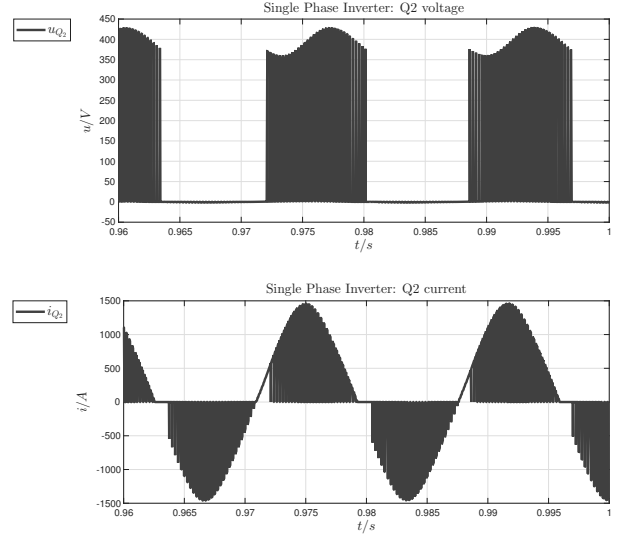 Single Phase Inverter: Q2 voltage
u_{Q_2}
450
400
350
300
250
200
150
100
50
0
-50
u/V
0.96 0.965 0.97 0.975 0.98 0.985 0.99 0.995 1
t/s
Single Phase Inverter: Q2 current
i_{Q_2}
1500
1000
500
0
-500
-1000
-1500
i/A
0.96 0.965 0.97 0.975 0.98 0.985 0.99 0.995 1
t/s